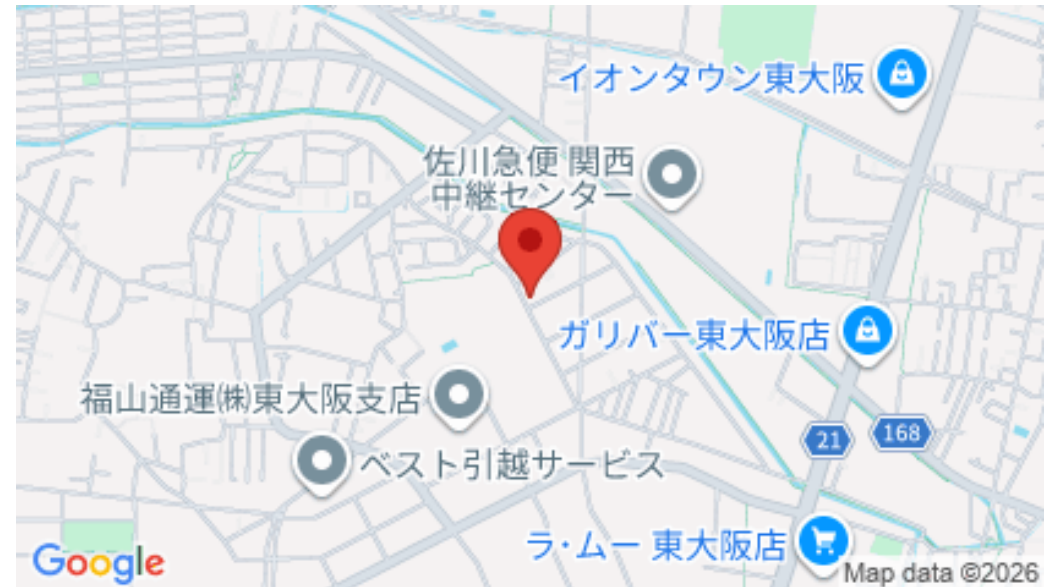 イオンタウン東大阪
佐川急便 関西
中継センター
ガリバー東大阪店
福山通運㈱東大阪支店
21
168
ベスト引越サービス
ラ・ムー 東大阪店
Google
Map data ©2026